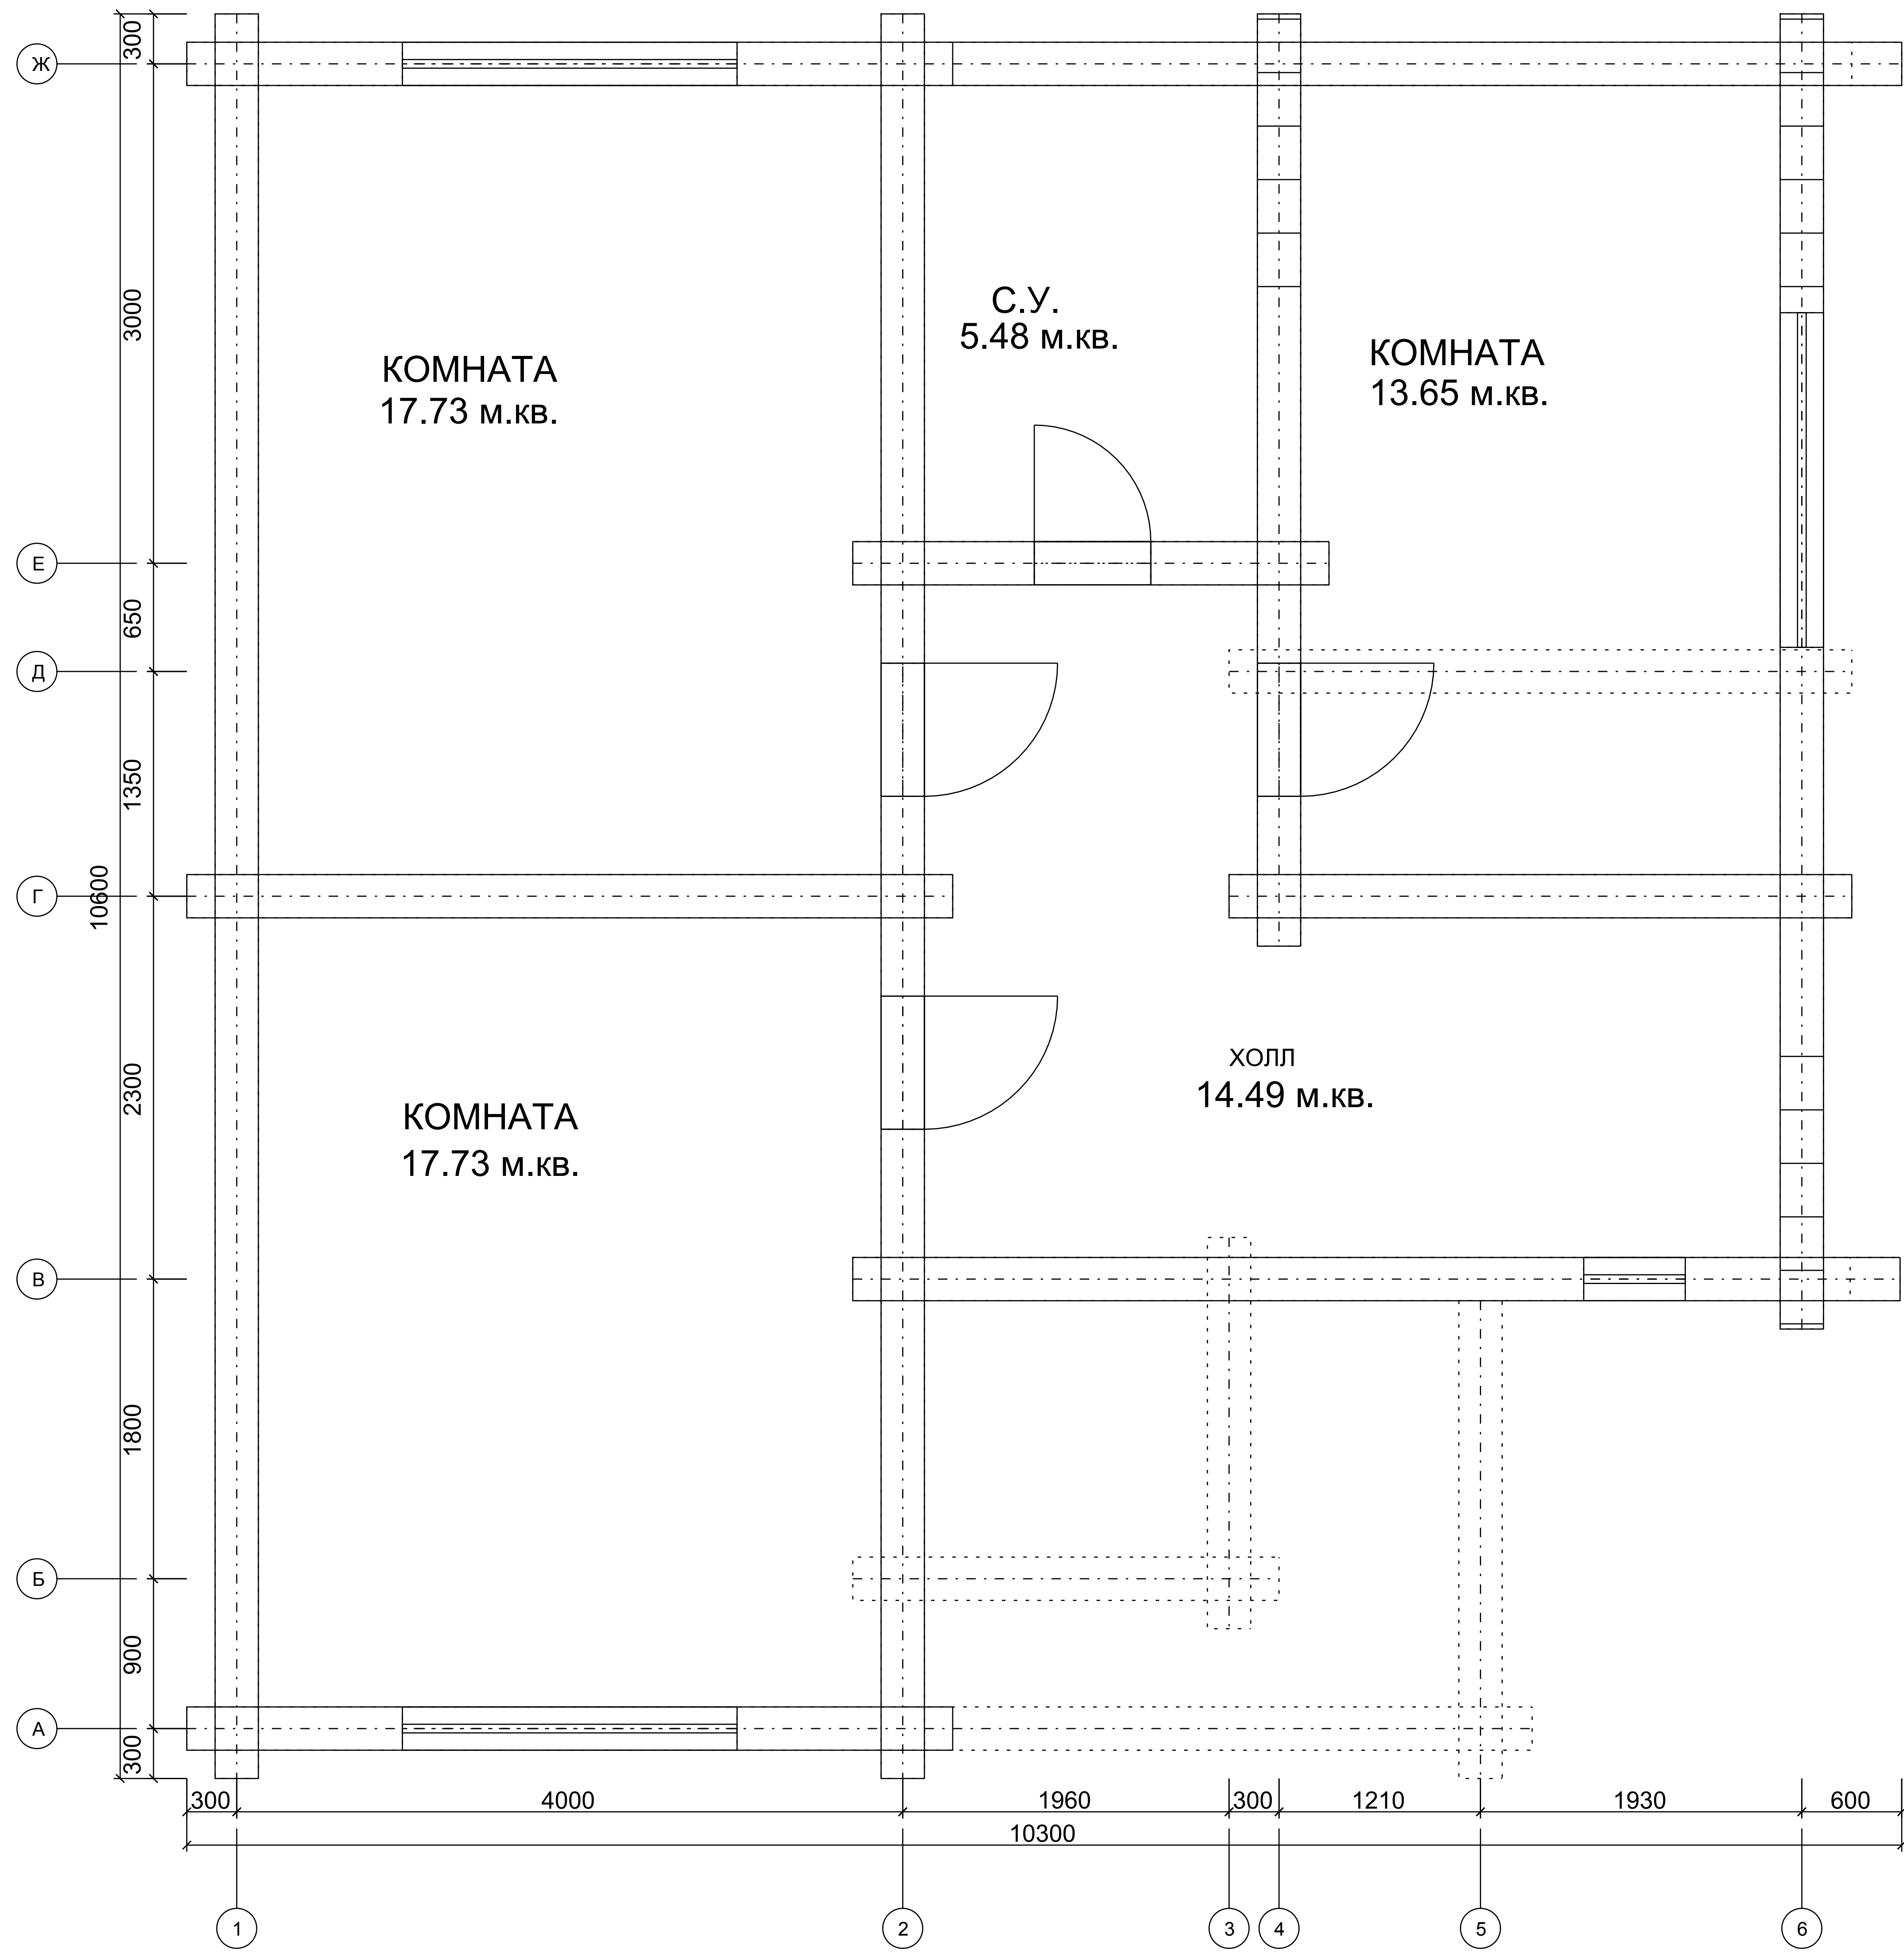 300
Ж
3000
С.У.
5.48 м.кв.
КОМНАТА
17.73 м.кв.
КОМНАТА
13.65 м.кв.
Е
650
Д
1350
Г
10600
2300
ХОЛЛ
14.49 м.кв.
КОМНАТА
17.73 м.кв.
В
1800
Б
900
А
300
300 4000 1960 300 1210 1930 600
10300
1 2 3 4 5 6